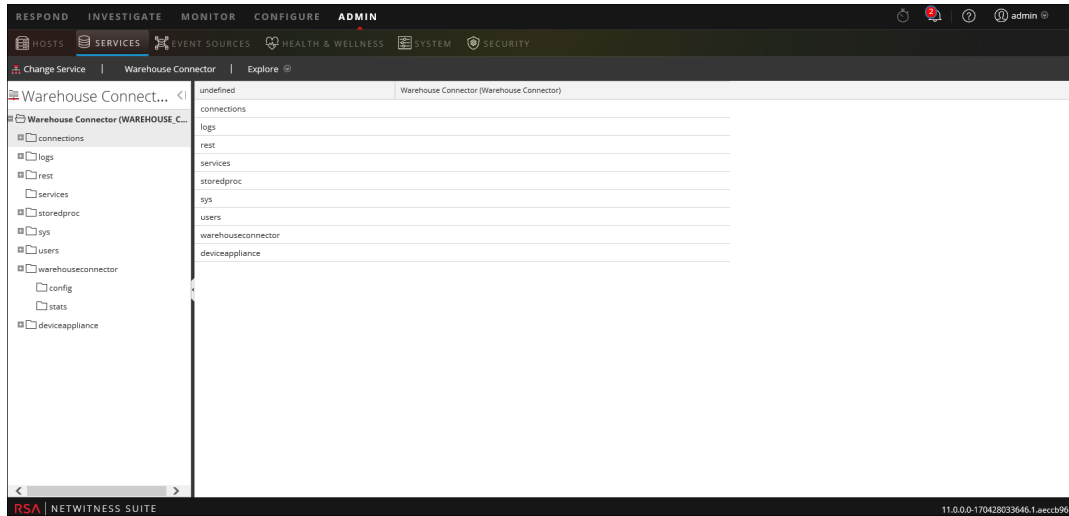 RESPOND INVESTIGATE MONITOR CONFIGURE ADMIN 2 admin
HOSTS SERVICES EVENT SOURCES HEALTH & WELLNESS SYSTEM SECURITY
Change Service | Warehouse Connector | Explore
Warehouse Connect...
Warehouse Connector (WAREHOUSE_C...
connections
logs
rest
services
storedproc
sys
users
warehouseconnector
config
stats
deviceappliance
undefined Warehouse Connector (Warehouse Connector)
connections
logs
rest
services
storedproc
sys
users
warehouseconnector
deviceappliance
RSA | NETWITNESS SUITE 11.0.0.0-170428033646.1.aeccb96